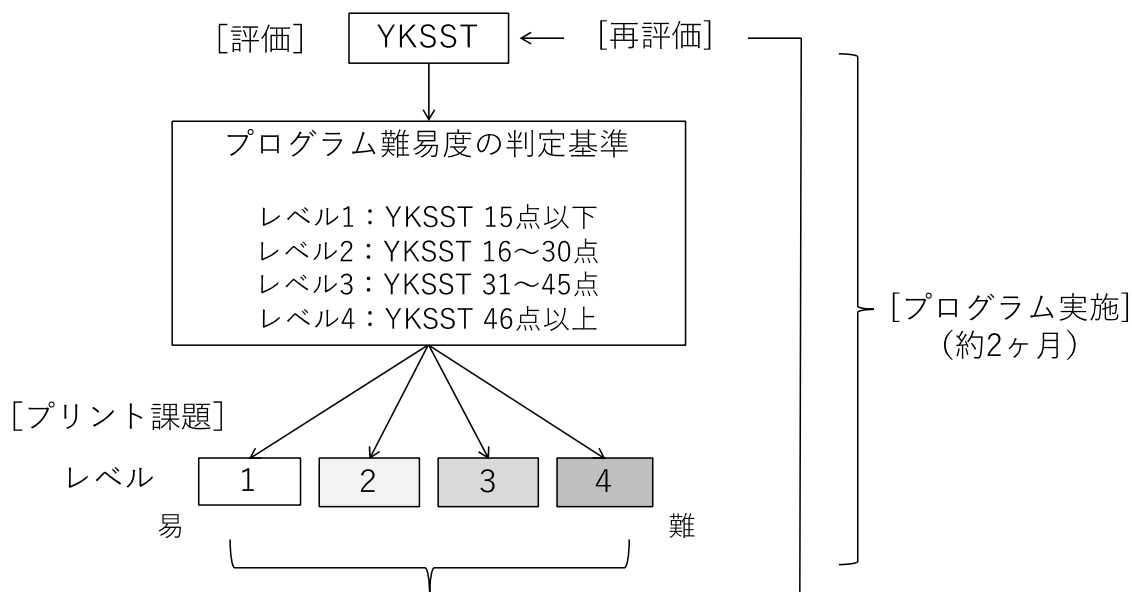 [評価] YKSST [再評価]
プログラム難易度の判定基準
レベル1：YKSST 15点以下
レベル2：YKSST 16～30点
レベル3：YKSST 31～45点
レベル4：YKSST 46点以上
[プログラム実施]
（約2ヶ月）
[プリント課題]
レベル 1 2 3 4
易 難